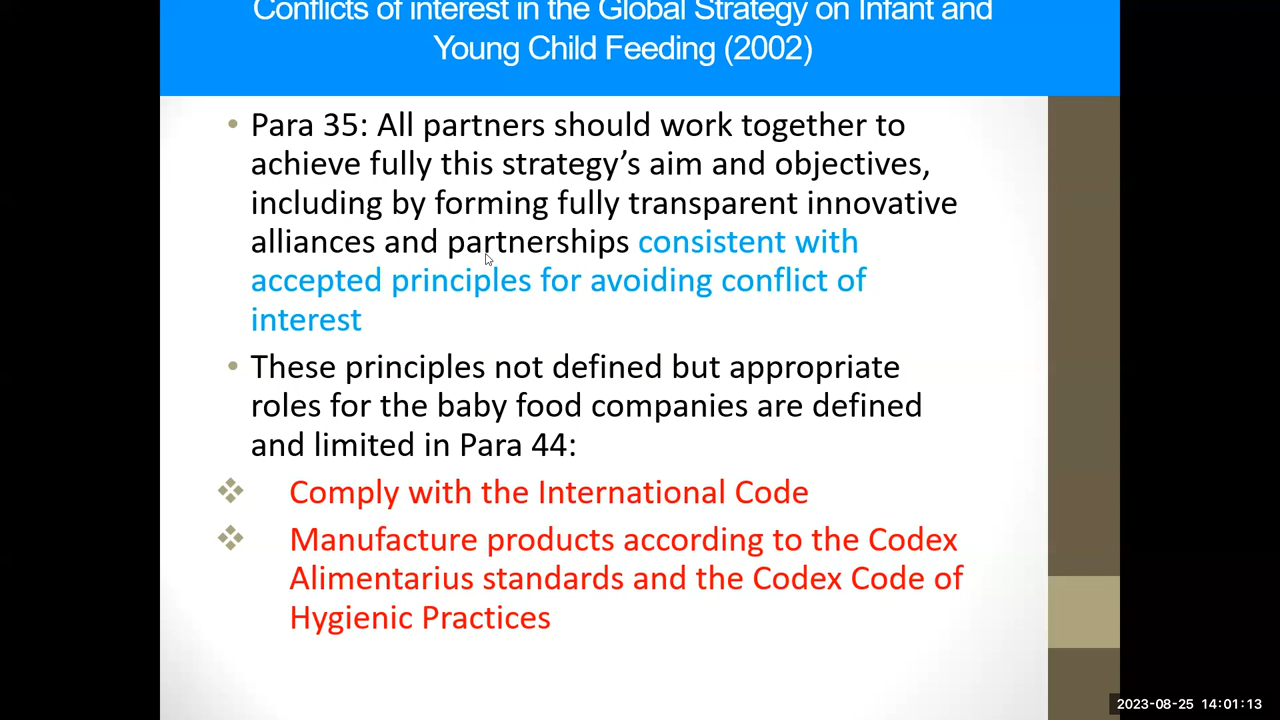 Conflicts of interest in the Global Strategy on Infant and
Young Child Feeding (2002)
• Para 35: All partners should work together to
achieve fully this strategy’s aim and objectives,
including by forming fully transparent innovative
alliances and partnerships consistent with
accepted principles for avoiding conflict of
interest
• These principles not defined but appropriate
roles for the baby food companies are defined
and limited in Para 44:
❖ Comply with the International Code
❖ Manufacture products according to the Codex
Alimentarius standards and the Codex Code of
Hygienic Practices
2023-08-25 14:01:13